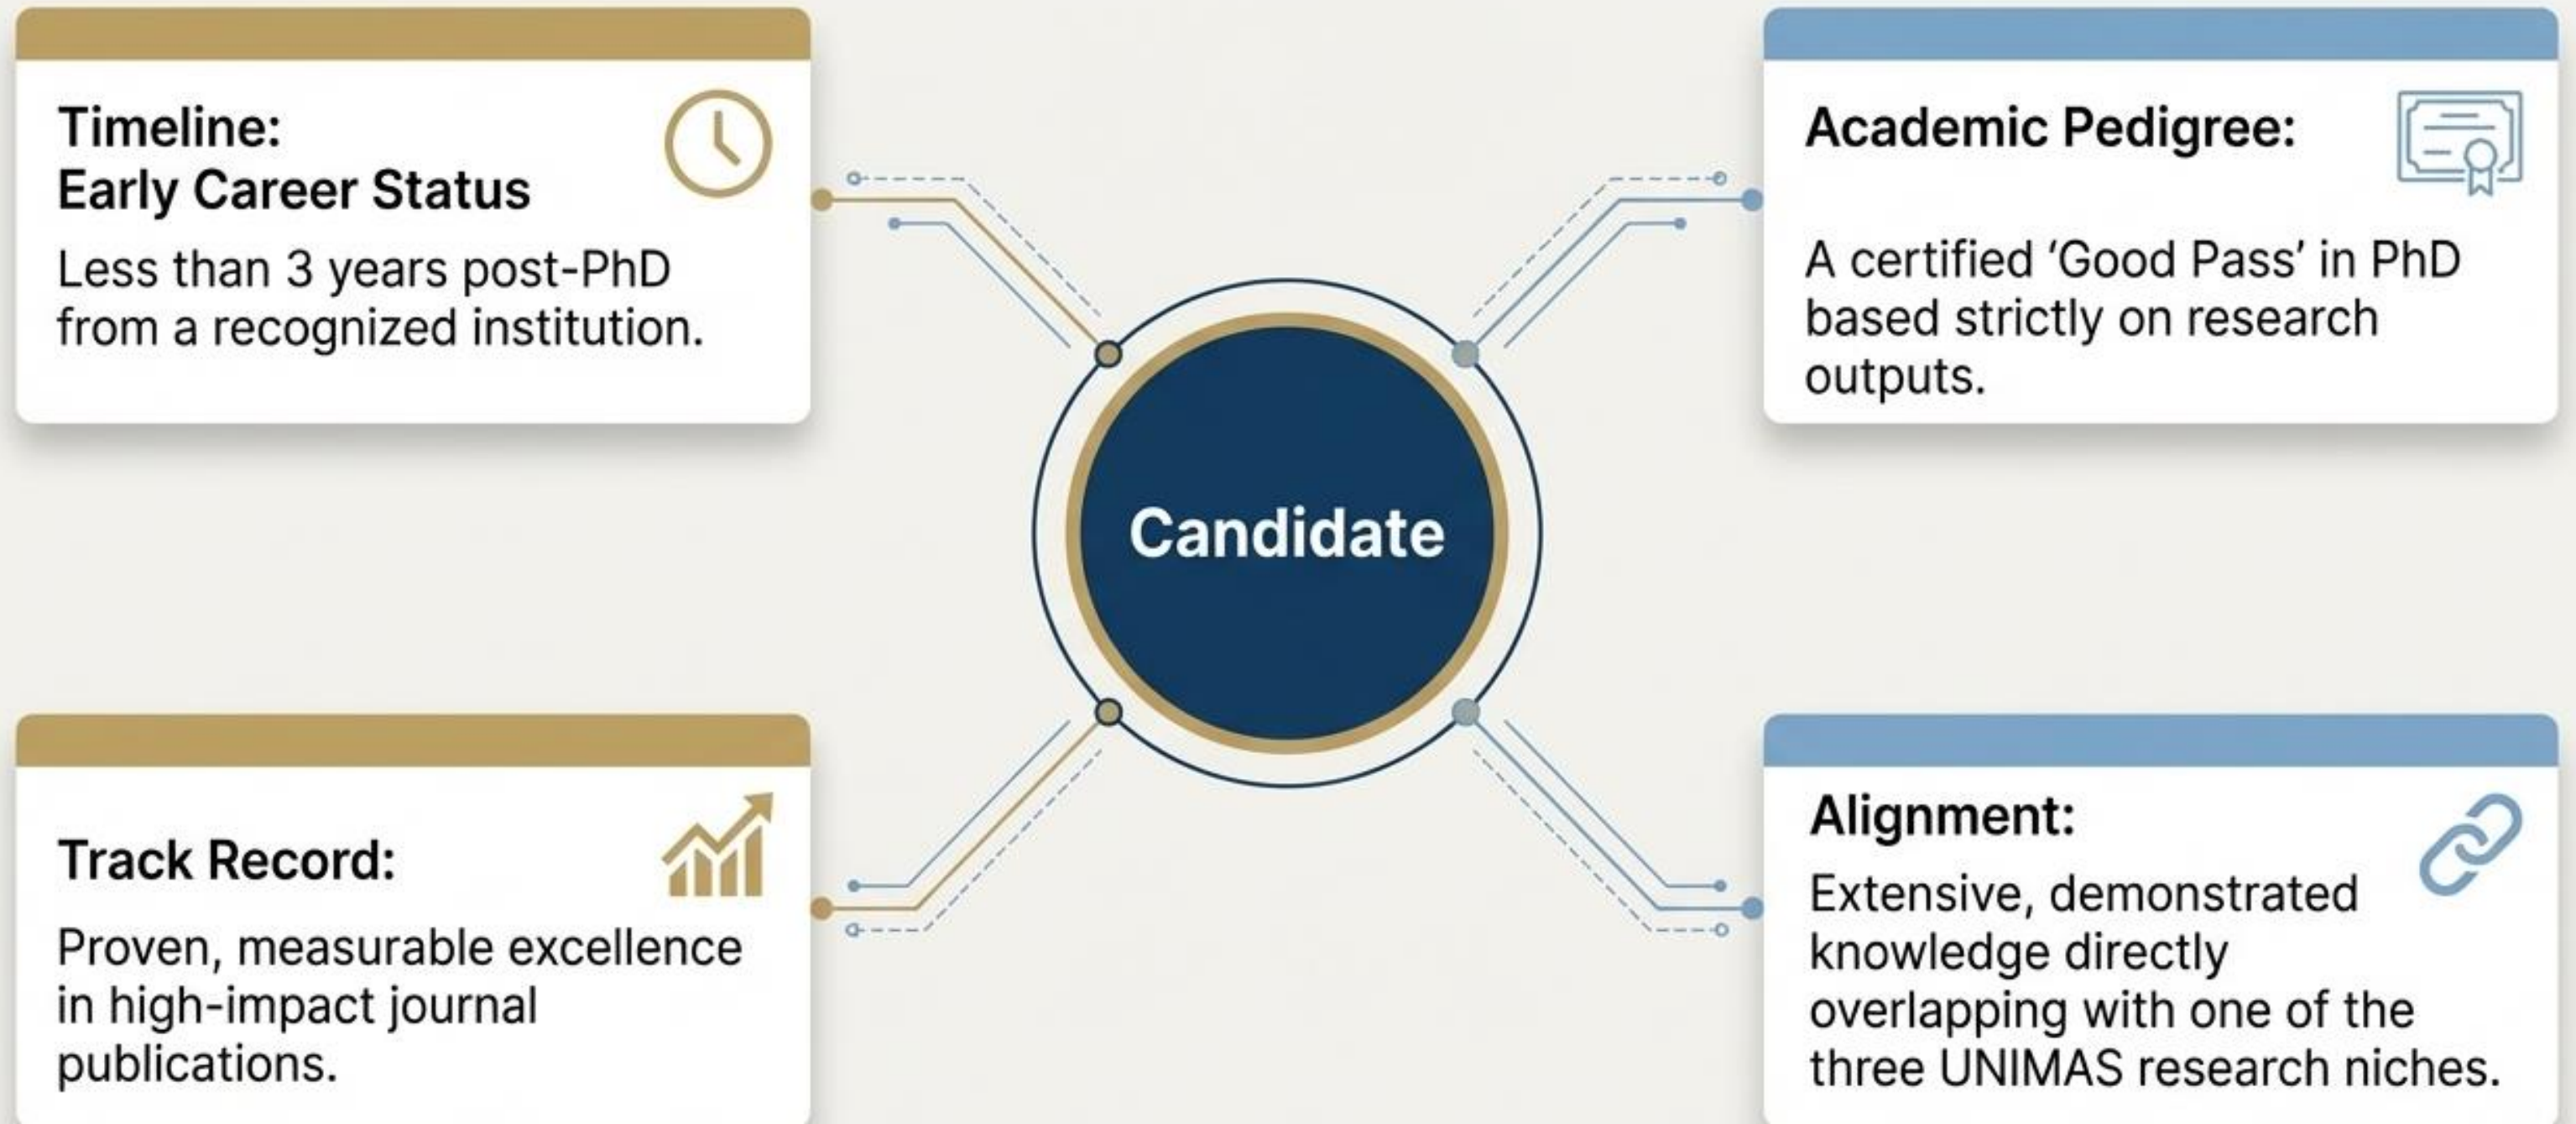 Timeline:
Early Career Status
Less than 3 years post-PhD
from a recognized institution.
Academic Pedigree:
A certified ‘Good Pass’ in PhD
based strictly on research
outputs.
Candidate
Track Record:
Proven, measurable excellence
in high-impact journal
publications.
Alignment:
Extensive, demonstrated
knowledge directly
overlapping with one of the
three UNIMAS research niches.